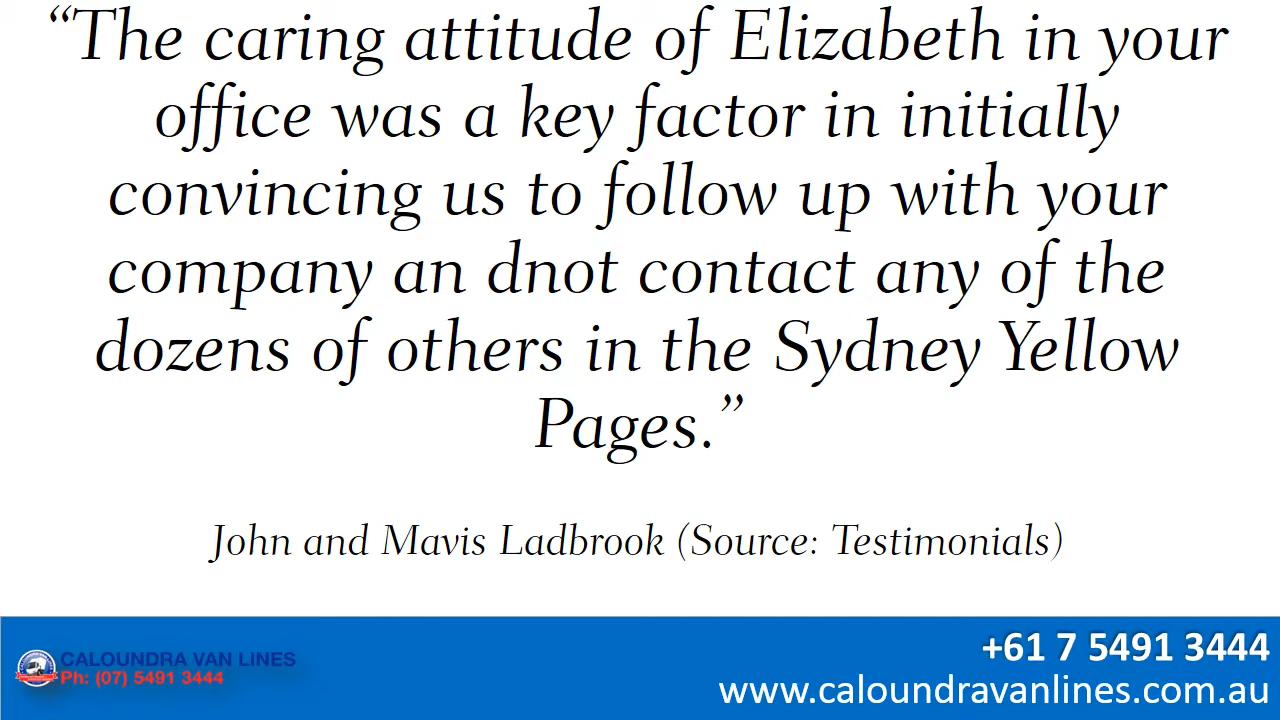 “The caring attitude of Elizabeth in your
office was a key factor in initially
convincing us to follow up with your
company an dnot contact any of the
dozens of others in the Sydney Yellow
Pages.”
John and Mavis Ladbrook (Source: Testimonials)
CALOUNDRA VAN LINES
Ph: (07) 5491 3444
+61 7 5491 3444
www.caloundravanlines.com.au